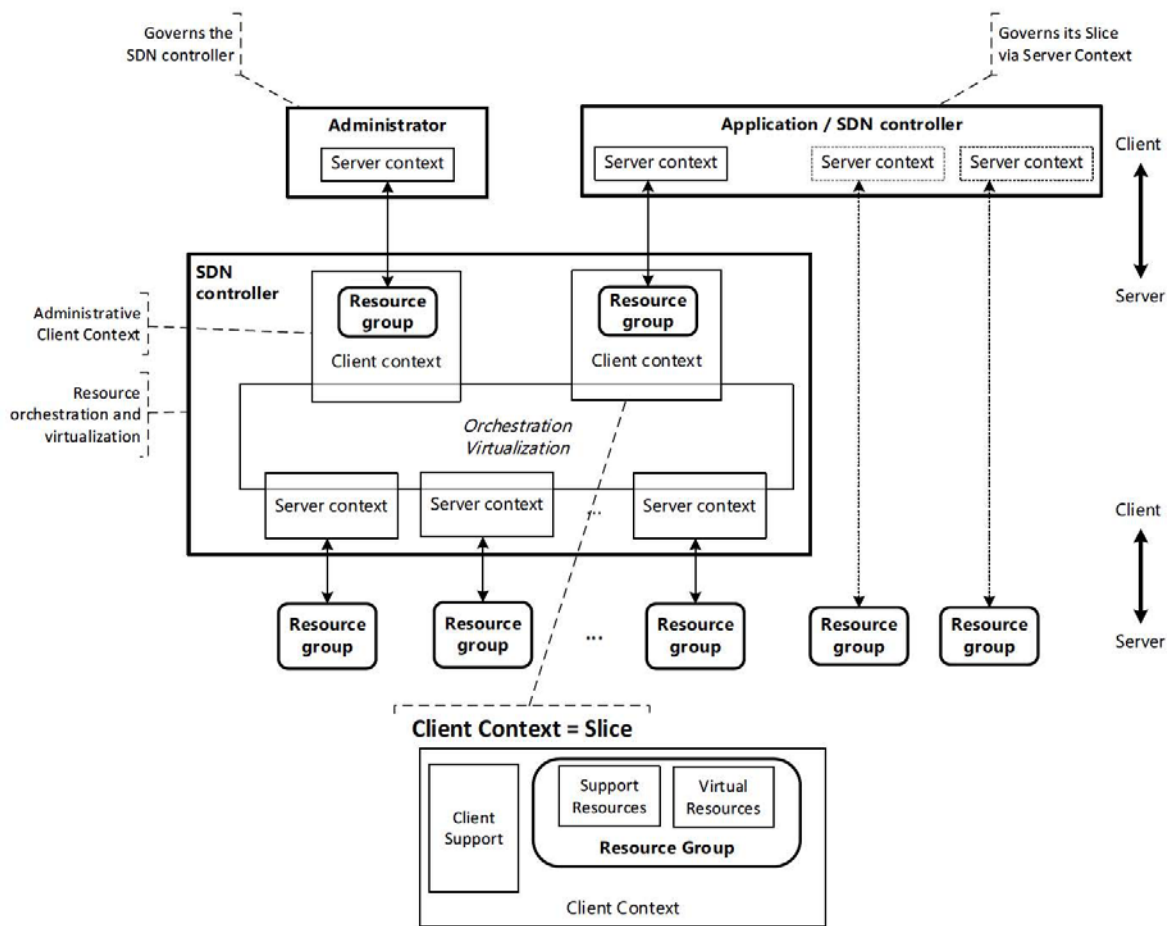 Governs the
SDN controller
Governs its Slice
via Server Context
Administrator
Server context
Application / SDN controller
Server context
Server context
Server context
Client
Server
SDN
controller
Resource
group
Client context
Resource
group
Client context
Administrative
Client Context
Resource
orchestration and
virtualization
Orchestration
Virtualization
Server context
Server context
...
Server context
Client
Server
Resource
group
Resource
group
...
Resource
group
Resource
group
Resource
group
Client Context = Slice
Client
Support
Support
Resources
Virtual
Resources
Resource Group
Client Context